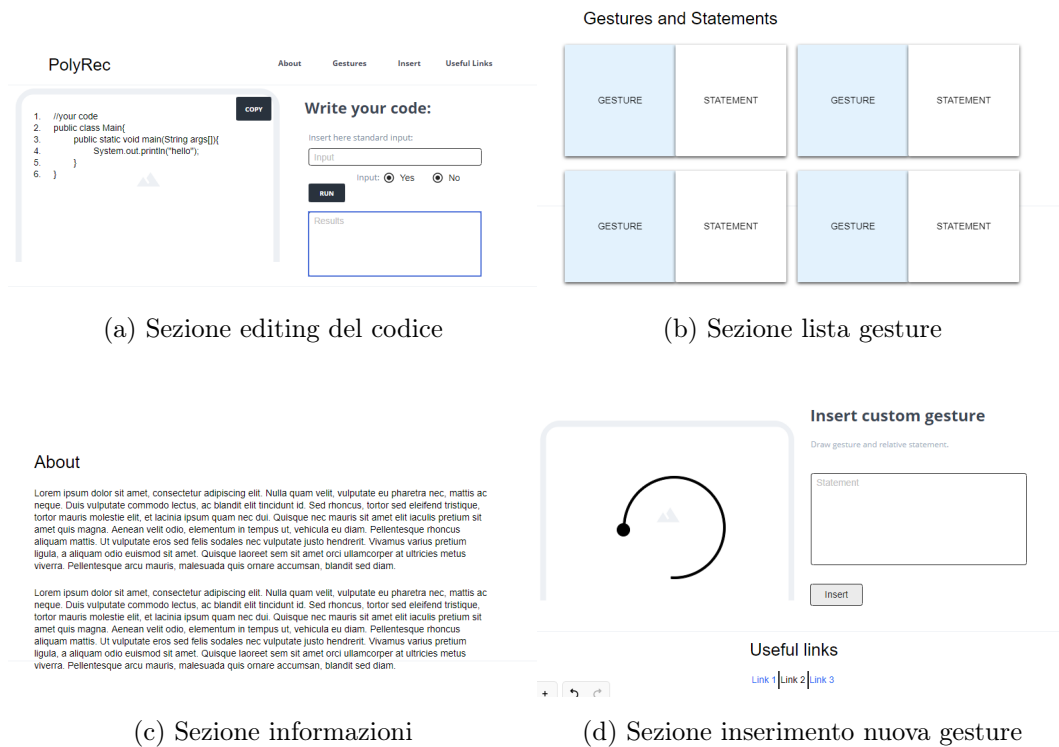 PolyRec
About Gestures Insert Useful Links
COPY
1. //your code
2. public class Main{
3. public static void main(String args[]){
4. System.out.println("hello");
5. }
6. }
Write your code:
Insert here standard input:
Input
Input: Yes No
RUN
Results
(a) Sezione editing del codice
Gestures and Statements
GESTURE STATEMENT GESTURE STATEMENT
GESTURE STATEMENT GESTURE STATEMENT
(b) Sezione lista gesture
About
Lorem ipsum dolor sit amet, consectetur adipiscing elit. Nulla quam velit, vulputate eu pharetra nec, mattis ac
neque. Duis vulputate commodo lectus, ac blandit elit tincidunt id. Sed rhoncus, tortor sed eleifend tristique,
tortor mauris molestie elit, et lacinia ipsum quam nec dui. Quisque nec mauris sit amet elit iaculis pretium sit
amet quis magna. Aenean velit odio, elementum in tempus ut, vehicula eu diam. Pellentesque rhoncus
aliquam mattis. Ut vulputate eros sed felis sodales nec vulputate justo hendrerit. Vivamus varius pretium
ligula, a aliquam odio euismod sit amet. Quisque laoreet sem sit amet orci ullamcorper at ultricies metus
viverra. Pellentesque arcu mauris, malesuada quis ornare accumsan, blandit sed diam.
Lorem ipsum dolor sit amet, consectetur adipiscing elit. Nulla quam velit, vulputate eu pharetra nec, mattis ac
neque. Duis vulputate commodo lectus, ac blandit elit tincidunt id. Sed rhoncus, tortor sed eleifend tristique,
tortor mauris molestie elit, et lacinia ipsum quam nec dui. Quisque nec mauris sit amet elit iaculis pretium sit
amet quis magna. Aenean velit odio, elementum in tempus ut, vehicula eu diam. Pellentesque rhoncus
aliquam mattis. Ut vulputate eros sed felis sodales nec vulputate justo hendrerit. Vivamus varius pretium
ligula, a aliquam odio euismod sit amet. Quisque laoreet sem sit amet orci ullamcorper at ultricies metus
viverra. Pellentesque arcu mauris, malesuada quis ornare accumsan, blandit sed diam.
(c) Sezione informazioni
Insert custom gesture
Draw gesture and relative statement.
Statement
Insert
Useful links
Link 1 Link 2 Link 3
+
(d) Sezione inserimento nuova gesture